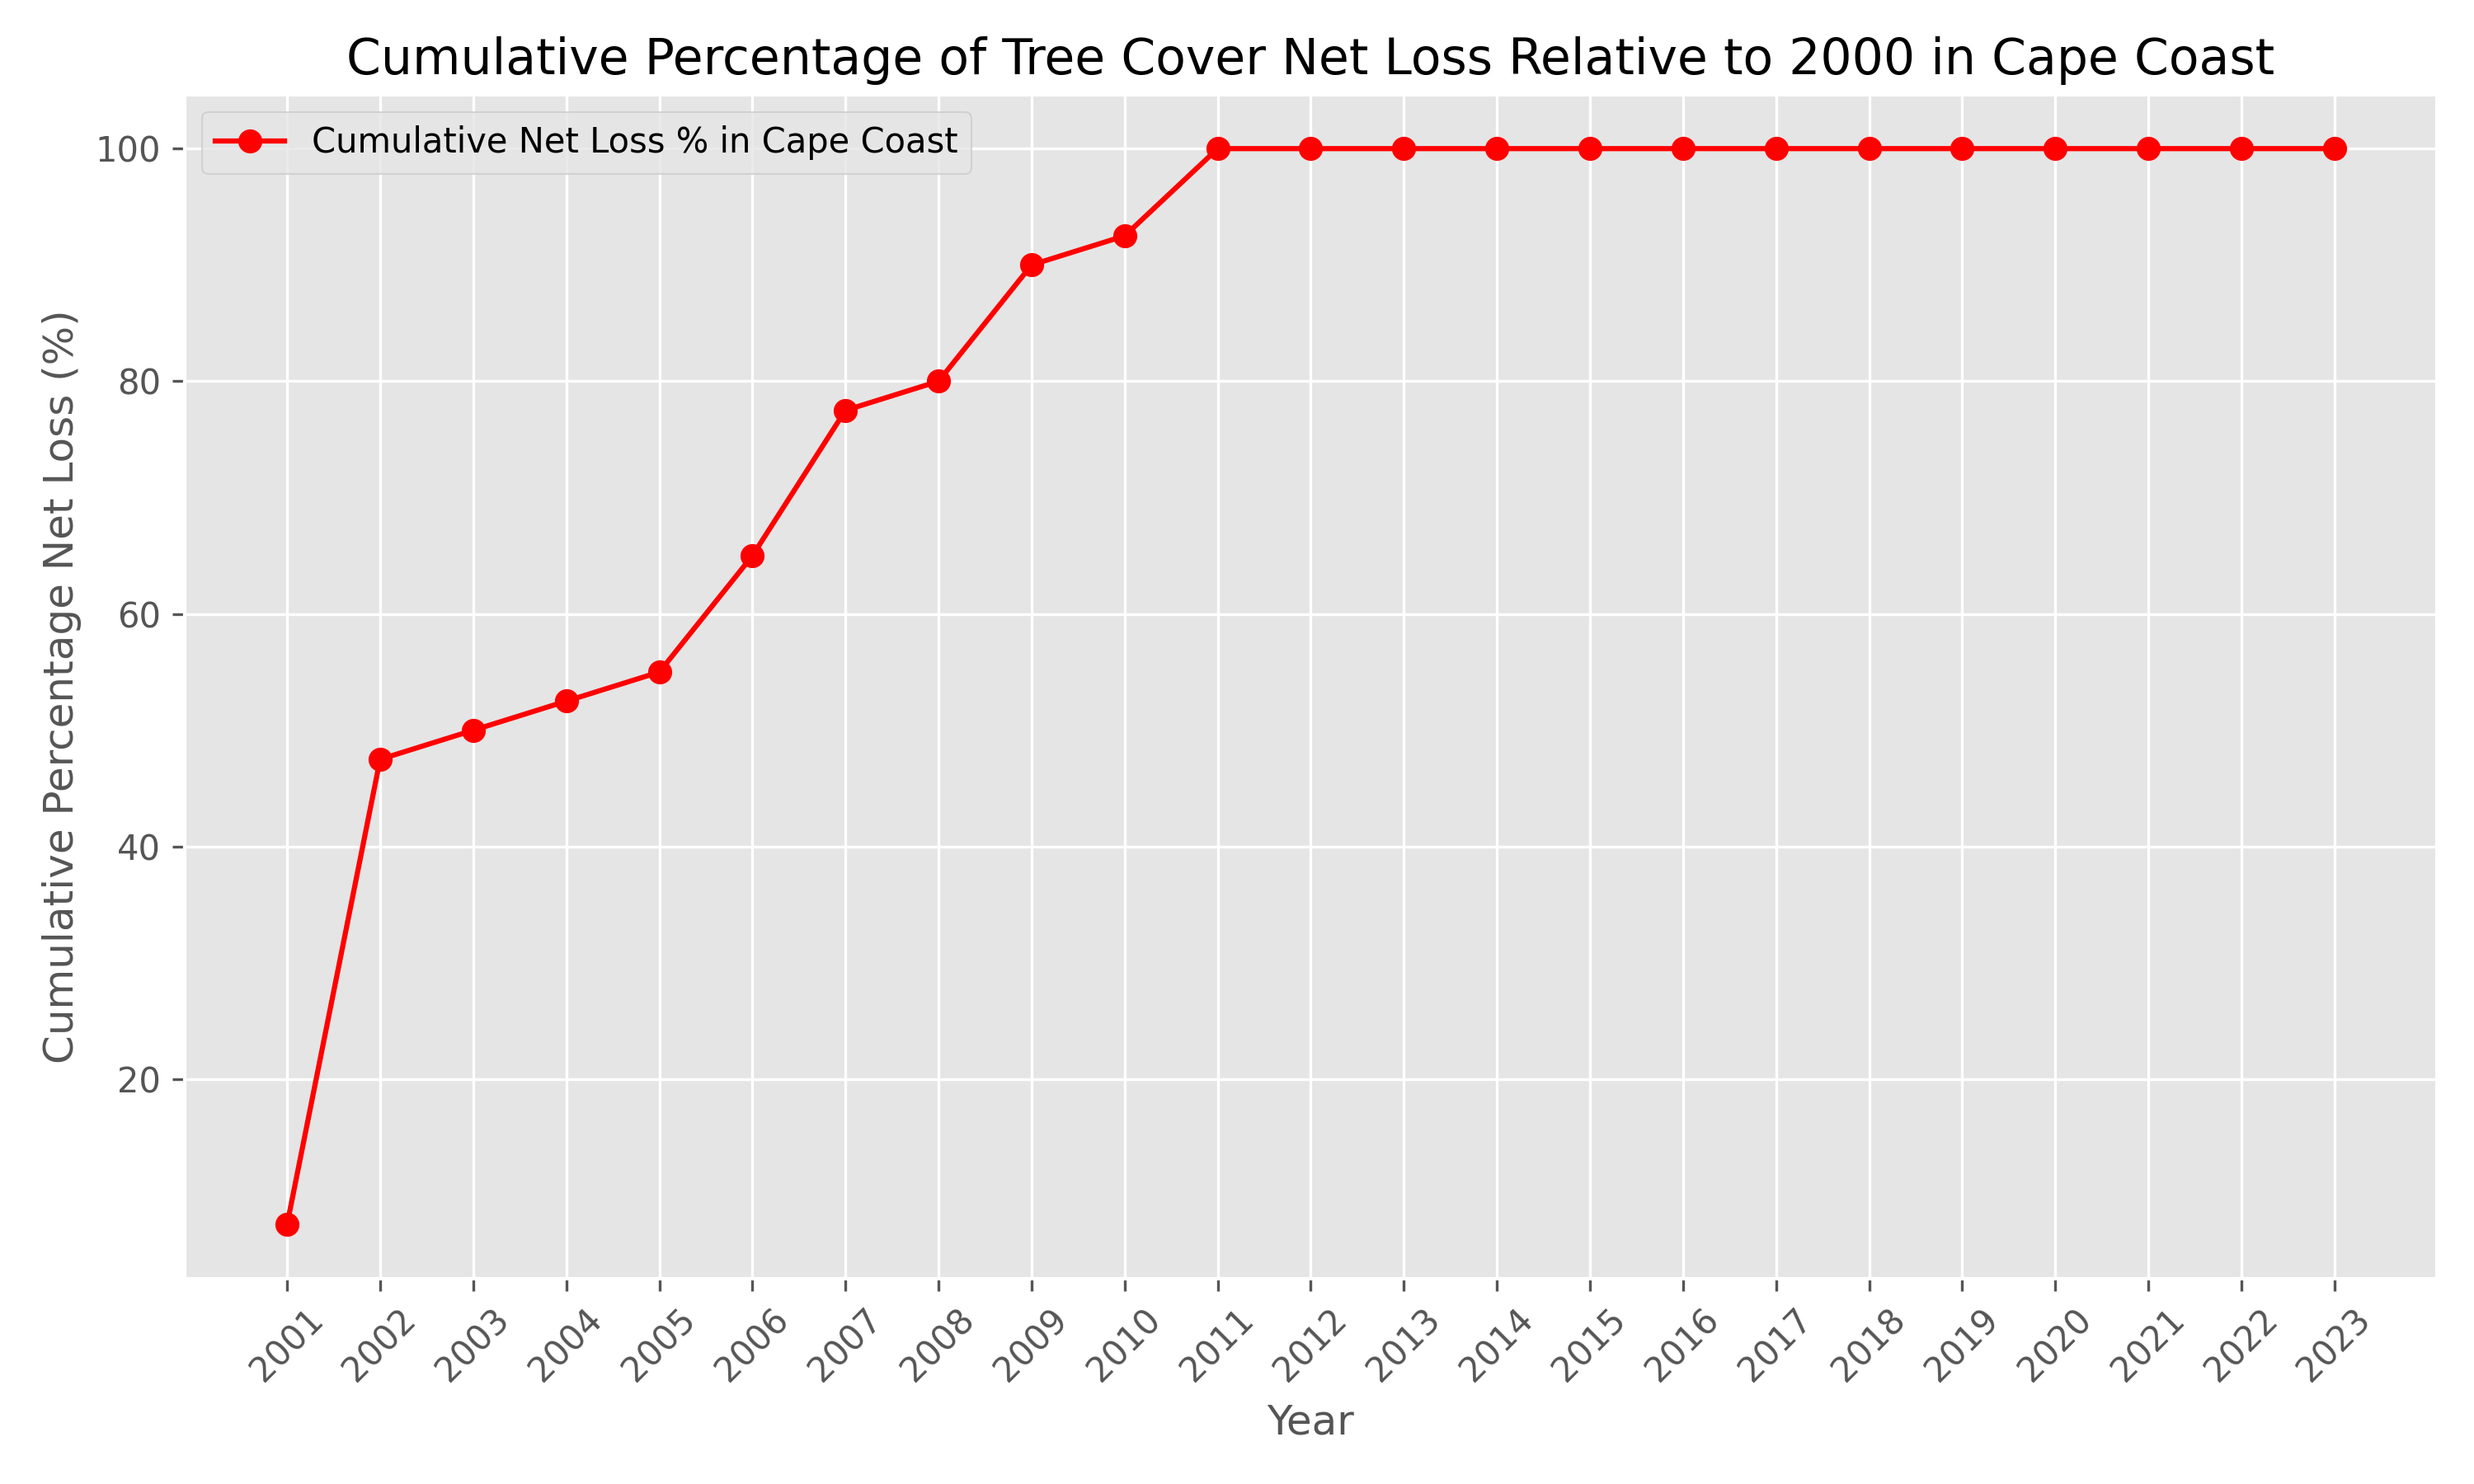 Cumulative Percentage of Tree Cover Net Loss Relative to 2000 in Cape Coast
Cumulative Net Loss % in Cape Coast
Cumulative Percentage Net Loss (%)
100
80
60
40
20
2001 2002 2003 2004 2005 2006 2007 2008 2009 2010 2011 2012 2013 2014 2015 2016 2017 2018 2019 2020 2021 2022 2023
Year